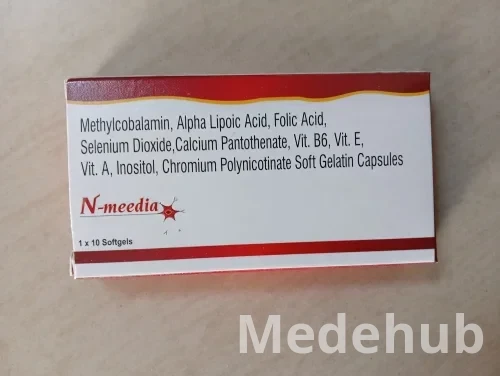 Methylcobalamin, Alpha Lipoic Acid, Folic Acid,
Selenium Dioxide,Calcium Pantothenate, Vit. B6, Vit. E,
Vit. A, Inositol, Chromium Polynicotinate Soft Gelatin Capsules
N-meedia
1 x 10 Softgels
Medehub